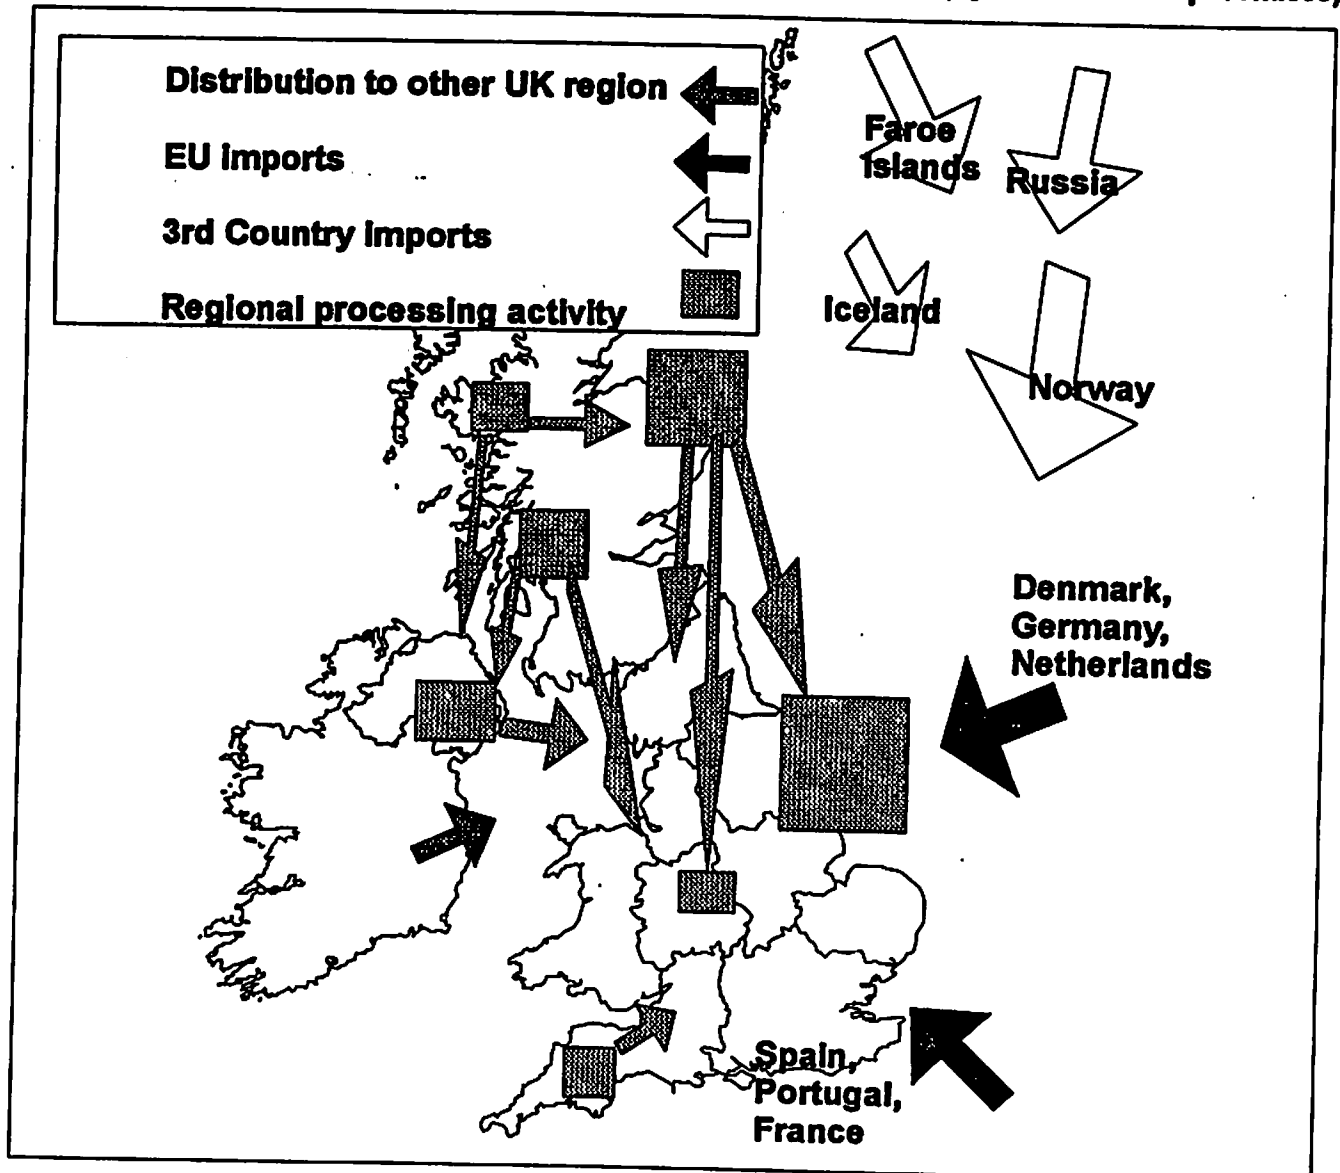 Distribution to other UK region
EU imports
3rd Country imports
Regional processing activity
Faroe
Islands
Russia
Iceland
Norway
Denmark,
Germany,
Netherlands
Spain,
Portugal,
France